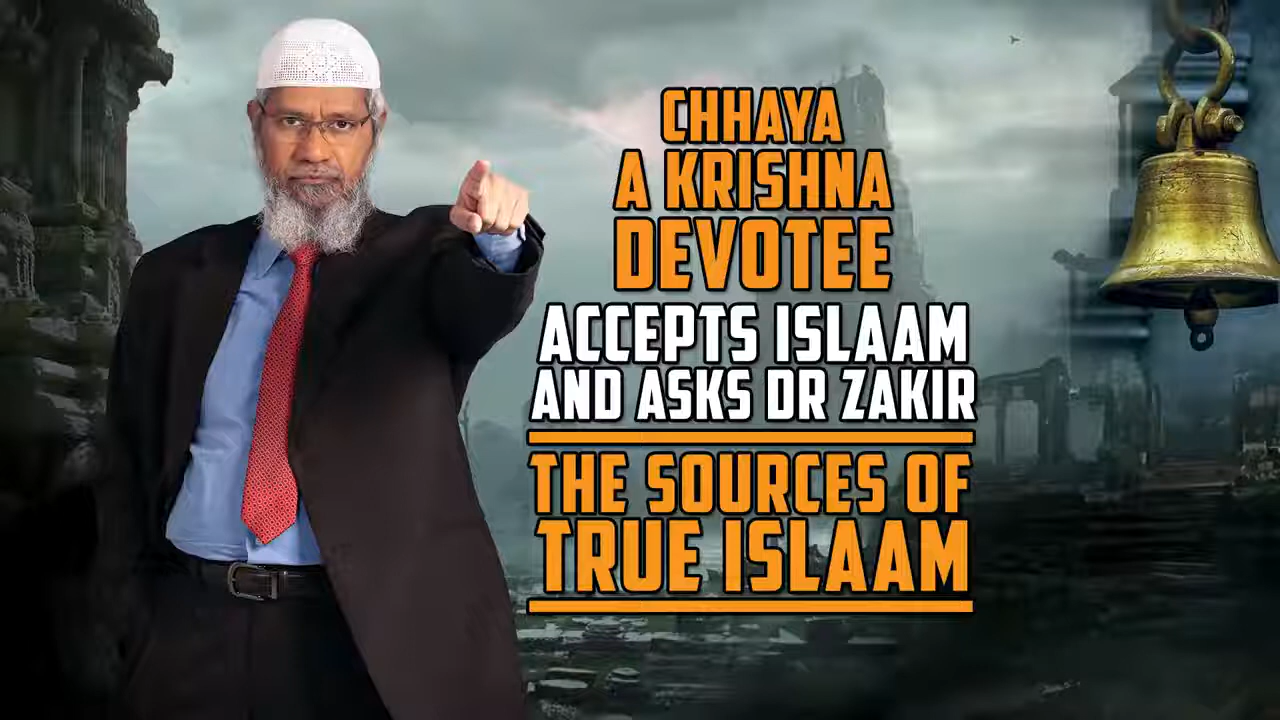 CHHAYA
A KRISHNA
DEVOTEE
ACCEPTS ISLAAM
AND ASKS DR ZAKIR
THE SOURCES OF
TRUE ISLAAM